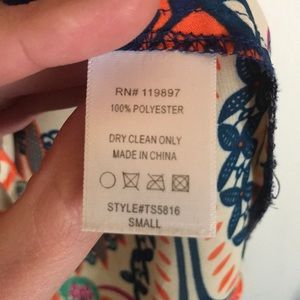 RN# 119897
100% POLYESTER
DRY CLEAN ONLY
MADE IN CHINA
STYLE#TS5816
SMALL